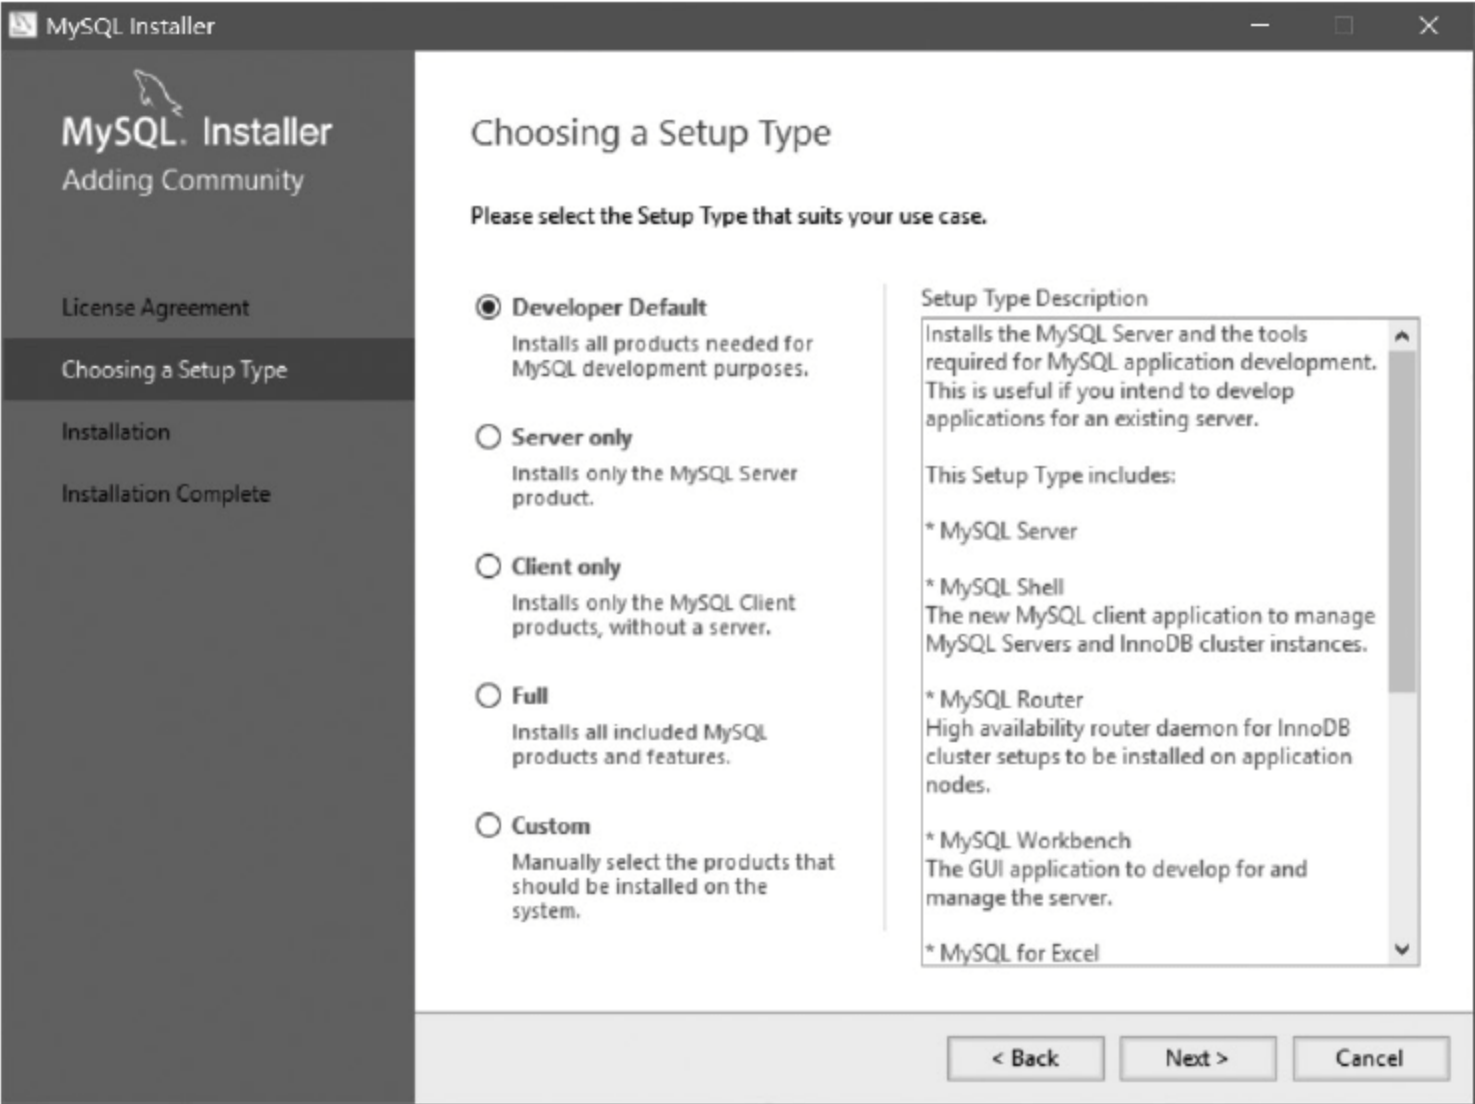 MySQL Installer
MySQL. Installer
Adding Community
License Agreement
Choosing a Setup Type
Installation
Installation Complete
Choosing a Setup Type
Please select the Setup Type that suits your use case.
Developer Default
Installs all products needed for
MySQL development purposes.
Server only
Installs only the MySQL Server
product.
Client only
Installs only the MySQL Client
products, without a server.
Full
Installs all included MySQL
products and features.
Custom
Manually select the products that
should be installed on the
system.
Setup Type Description
Installs the MySQL Server and the tools
required for MySQL application development.
This is useful if you intend to develop
applications for an existing server.
This Setup Type includes:
* MySQL Server
* MySQL Shell
The new MySQL client application to manage
MySQL Servers and InnoDB cluster instances.
* MySQL Router
High availability router daemon for InnoDB
cluster setups to be installed on application
nodes.
* MySQL Workbench
The GUI application to develop for and
manage the server.
* MySQL for Excel
< Back
Next >
Cancel